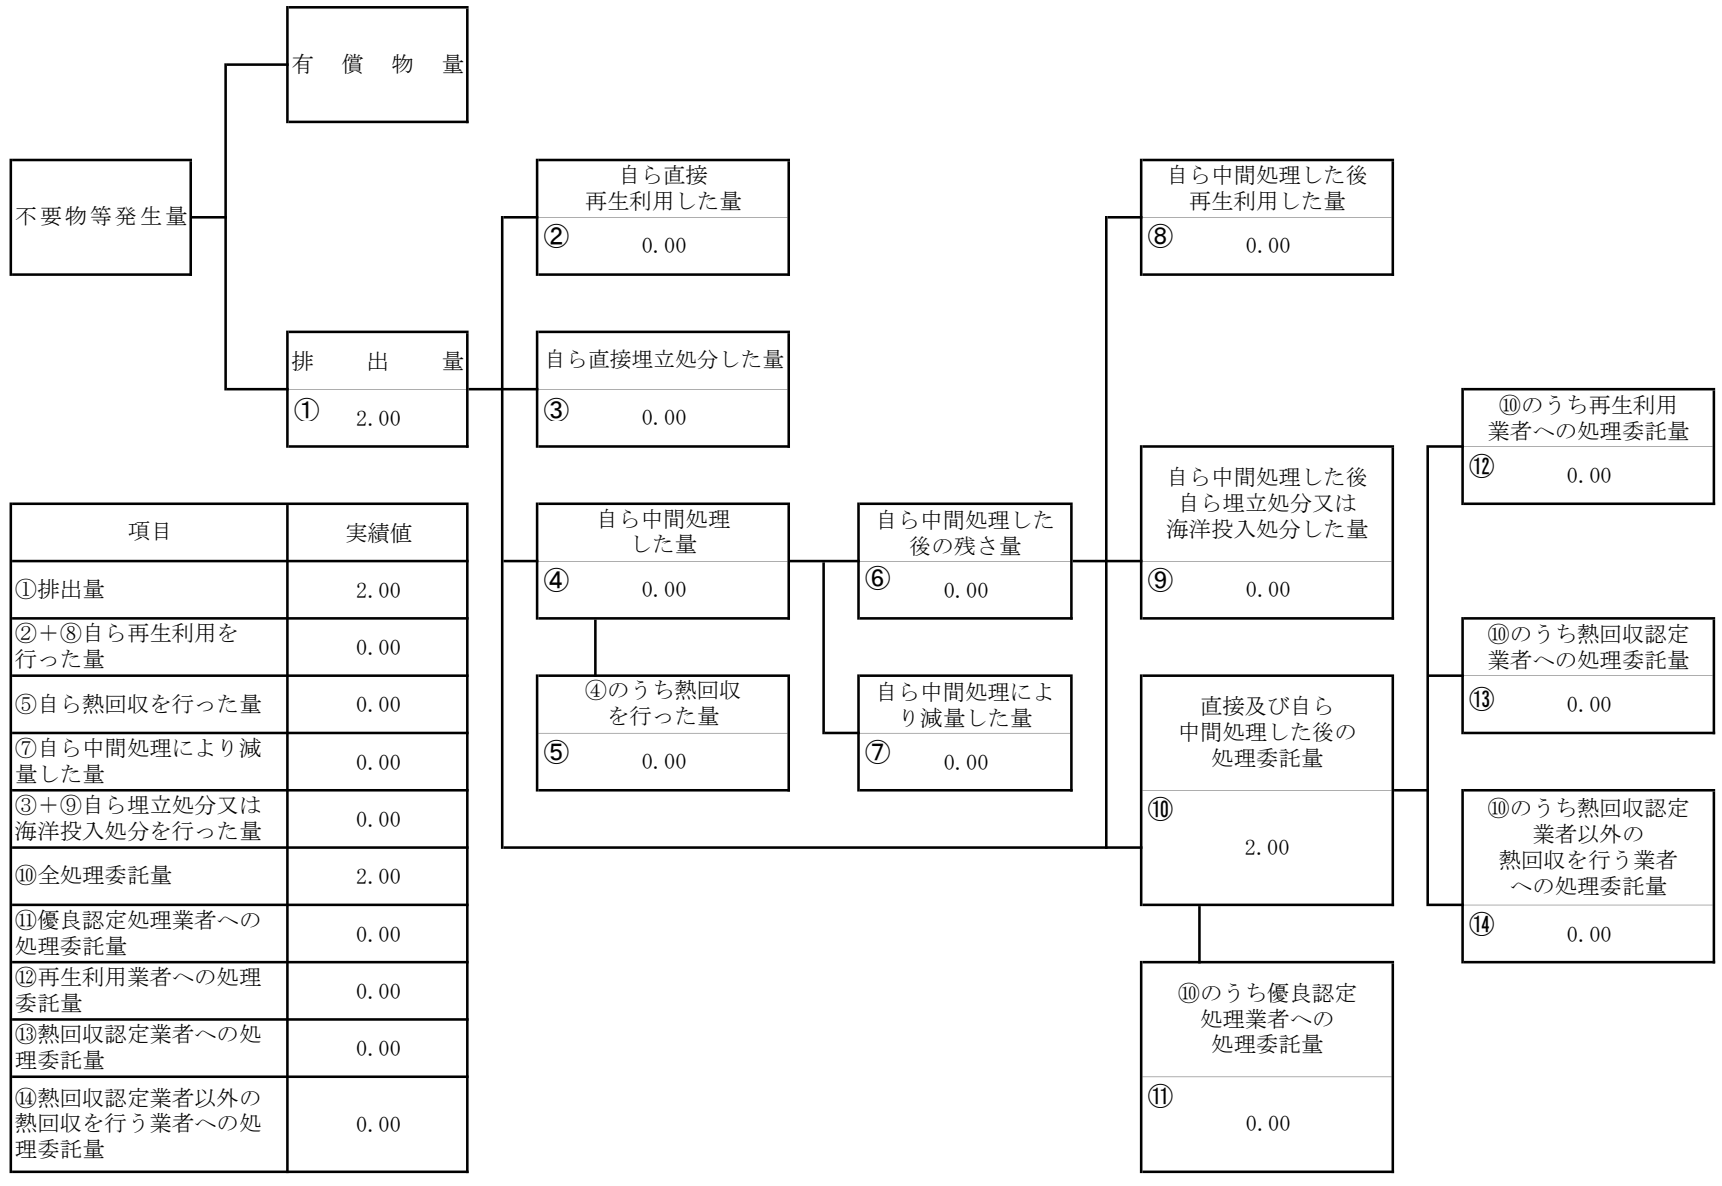 有償物量
不要物等発生量
排出量
①
2.00
自ら直接
再生利用した量
②
0.00
自ら直接埋立処分した量
③
0.00
自ら中間処理
した量
④
0.00
④のうち熱回収
を行った量
⑤
0.00
自ら中間処理した
後の残さ量
⑥
0.00
自ら中間処理によ
り減量した量
⑦
0.00
自ら中間処理した後
再生利用した量
⑧
0.00
自ら中間処理した後
自ら埋立処分又は
海洋投入処分した量
⑨
0.00
直接及び自ら
中間処理した後の
処理委託量
⑩
2.00
⑩のうち優良認定
処理業者への
処理委託量
⑪
0.00
⑩のうち再生利用
業者への処理委託量
⑫
0.00
⑩のうち熱回収認定
業者への処理委託量
⑬
0.00
⑩のうち熱回収認定
業者以外の
熱回収を行う業者
への処理委託量
⑭
0.00
項目 実績値
①排出量 2.00
②＋⑧自ら再生利用を
行った量 0.00
⑤自ら熱回収を行った量 0.00
⑦自ら中間処理により減
量した量 0.00
③＋⑨自ら埋立処分又は
海洋投入処分を行った量 0.00
⑩全処理委託量 2.00
⑪優良認定処理業者への
処理委託量 0.00
⑫再生利用業者への処理
委託量 0.00
⑬熱回収認定業者への処
理委託量 0.00
⑭熱回収認定業者以外の
熱回収を行う業者への処
理委託量 0.00